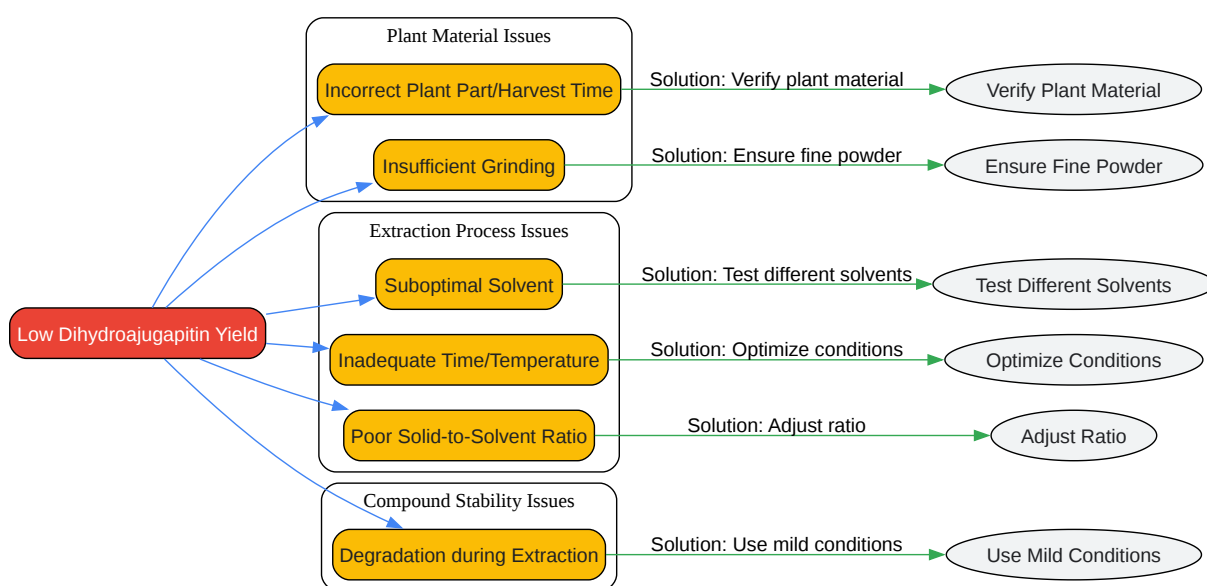 Plant Material Issues
Incorrect Plant Part/Harvest Time
Solution: Verify plant material
Verify Plant Material
Insufficient Grinding
Solution: Ensure fine powder
Ensure Fine Powder
Extraction Process Issues
Suboptimal Solvent
Solution: Test different solvents
Test Different Solvents
Low Dihydroajugapitin Yield
Inadequate Time/Temperature
Solution: Optimize conditions
Optimize Conditions
Poor Solid-to-Solvent Ratio
Solution: Adjust ratio
Adjust Ratio
Compound Stability Issues
Degradation during Extraction
Solution: Use mild conditions
Use Mild Conditions